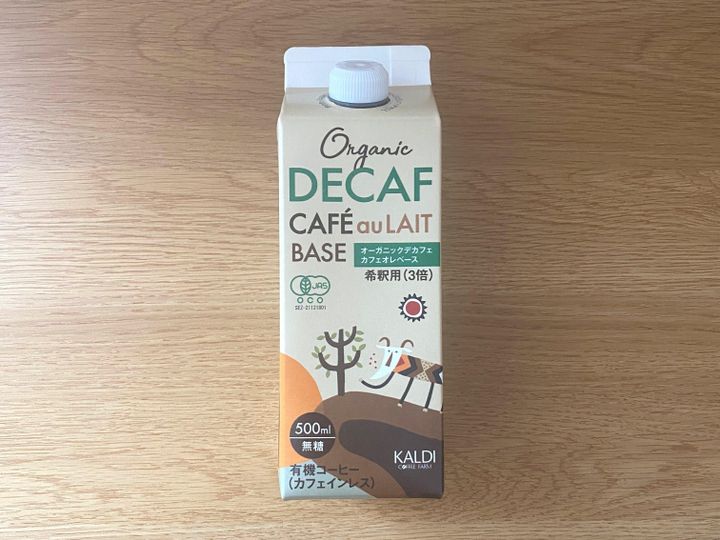 Organic
DECAF
CAFÉ au LAIT
BASE
オーガニックデカフェ
カフェオレベース
希釈用(3倍)
JAS
OCO
500ml
無糖
KALDI
COFFEE FARM
有機コーヒー
(カフェインレス)